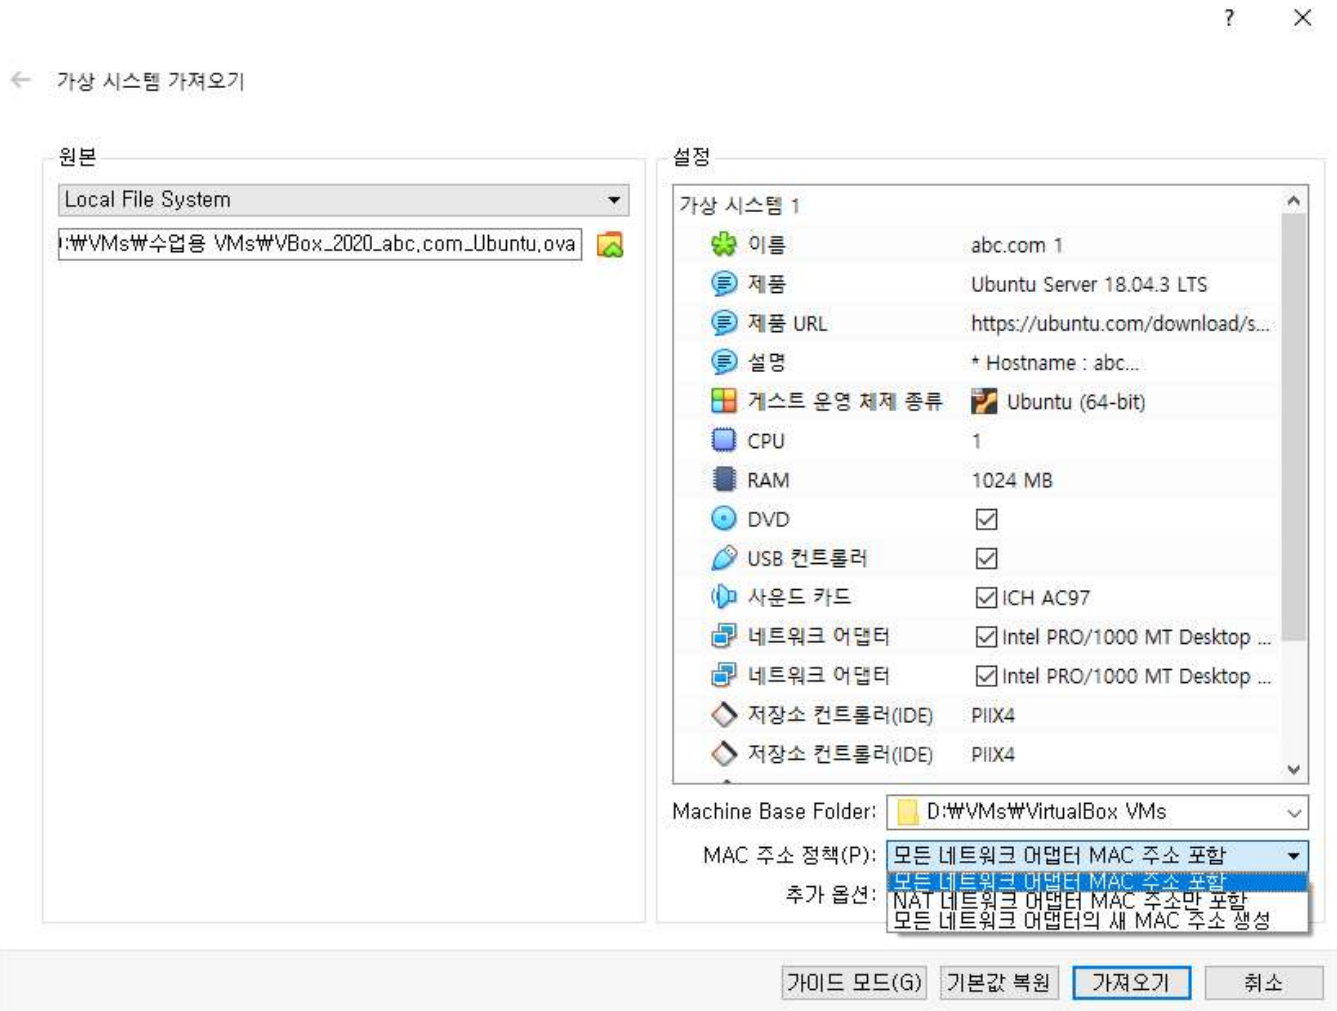 ?
가상 시스템 가져오기
원본
Local File System
:₩VMs₩수업용 VMs₩VBox_2020_abc.com_Ubuntu.ova
설정
가상 시스템 1
이름 abc.com 1
제품 Ubuntu Server 18.04.3 LTS
제품 URL https://ubuntu.com/download/s...
설명 * Hostname : abc...
게스트 운영 체제 종류 Ubuntu (64-bit)
CPU 1
RAM 1024 MB
DVD
USB 컨트롤러
사운드 카드 ICH AC97
네트워크 어댑터 Intel PRO/1000 MT Desktop ...
네트워크 어댑터 Intel PRO/1000 MT Desktop ...
저장소 컨트롤러(IDE) PIIX4
저장소 컨트롤러(IDE) PIIX4
Machine Base Folder: D:₩VMs₩VirtualBox VMs
MAC 주소 정책(P): 모든 네트워크 어댑터 MAC 주소 포함
모든 네트워크 어댑터 MAC 주소 포함
추가 옵션: NAT 네트워크 어댑터 MAC 주소만 포함
모든 네트워크 어댑터의 새 MAC 주소 생성
가이드 모드(G) 기본값 복원 가져오기 취소